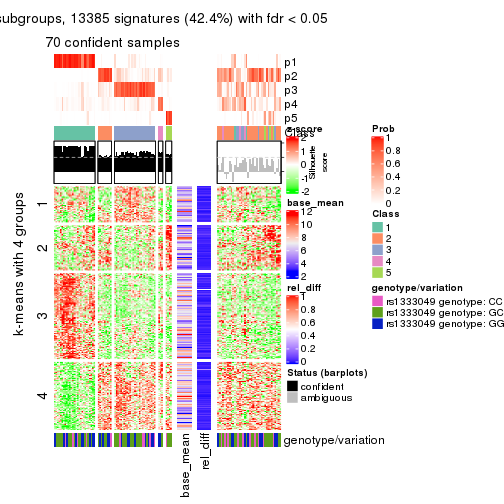 subgroups, 13385 signatures (42.4%) with fdr < 0.05
70 confident samples
p1
p2
p3
p4
p5
Class
z-score
2
1
0
-1
-2
Silhouette score
base_mean
12
10
8
6
4
2
rel_diff
1
0.8
0.6
0.4
0.2
0
Status (barplots)
confident
ambiguous
Prob
1
0.8
0.6
0.4
0.2
0
Class
1
2
3
4
5
genotype/variation
rs1333049 genotype: CC
rs1333049 genotype: GC
rs1333049 genotype: GG
k-means with 4 groups
1
2
3
4
genotype/variation
base_mean
rel_diff